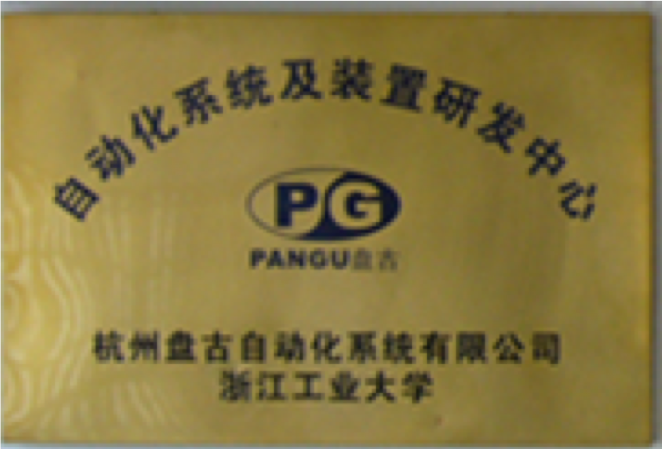 自动化系统及装置研发中心
PG
PANGU盘古
杭州盘古自动化系统有限公司
浙江工业大学